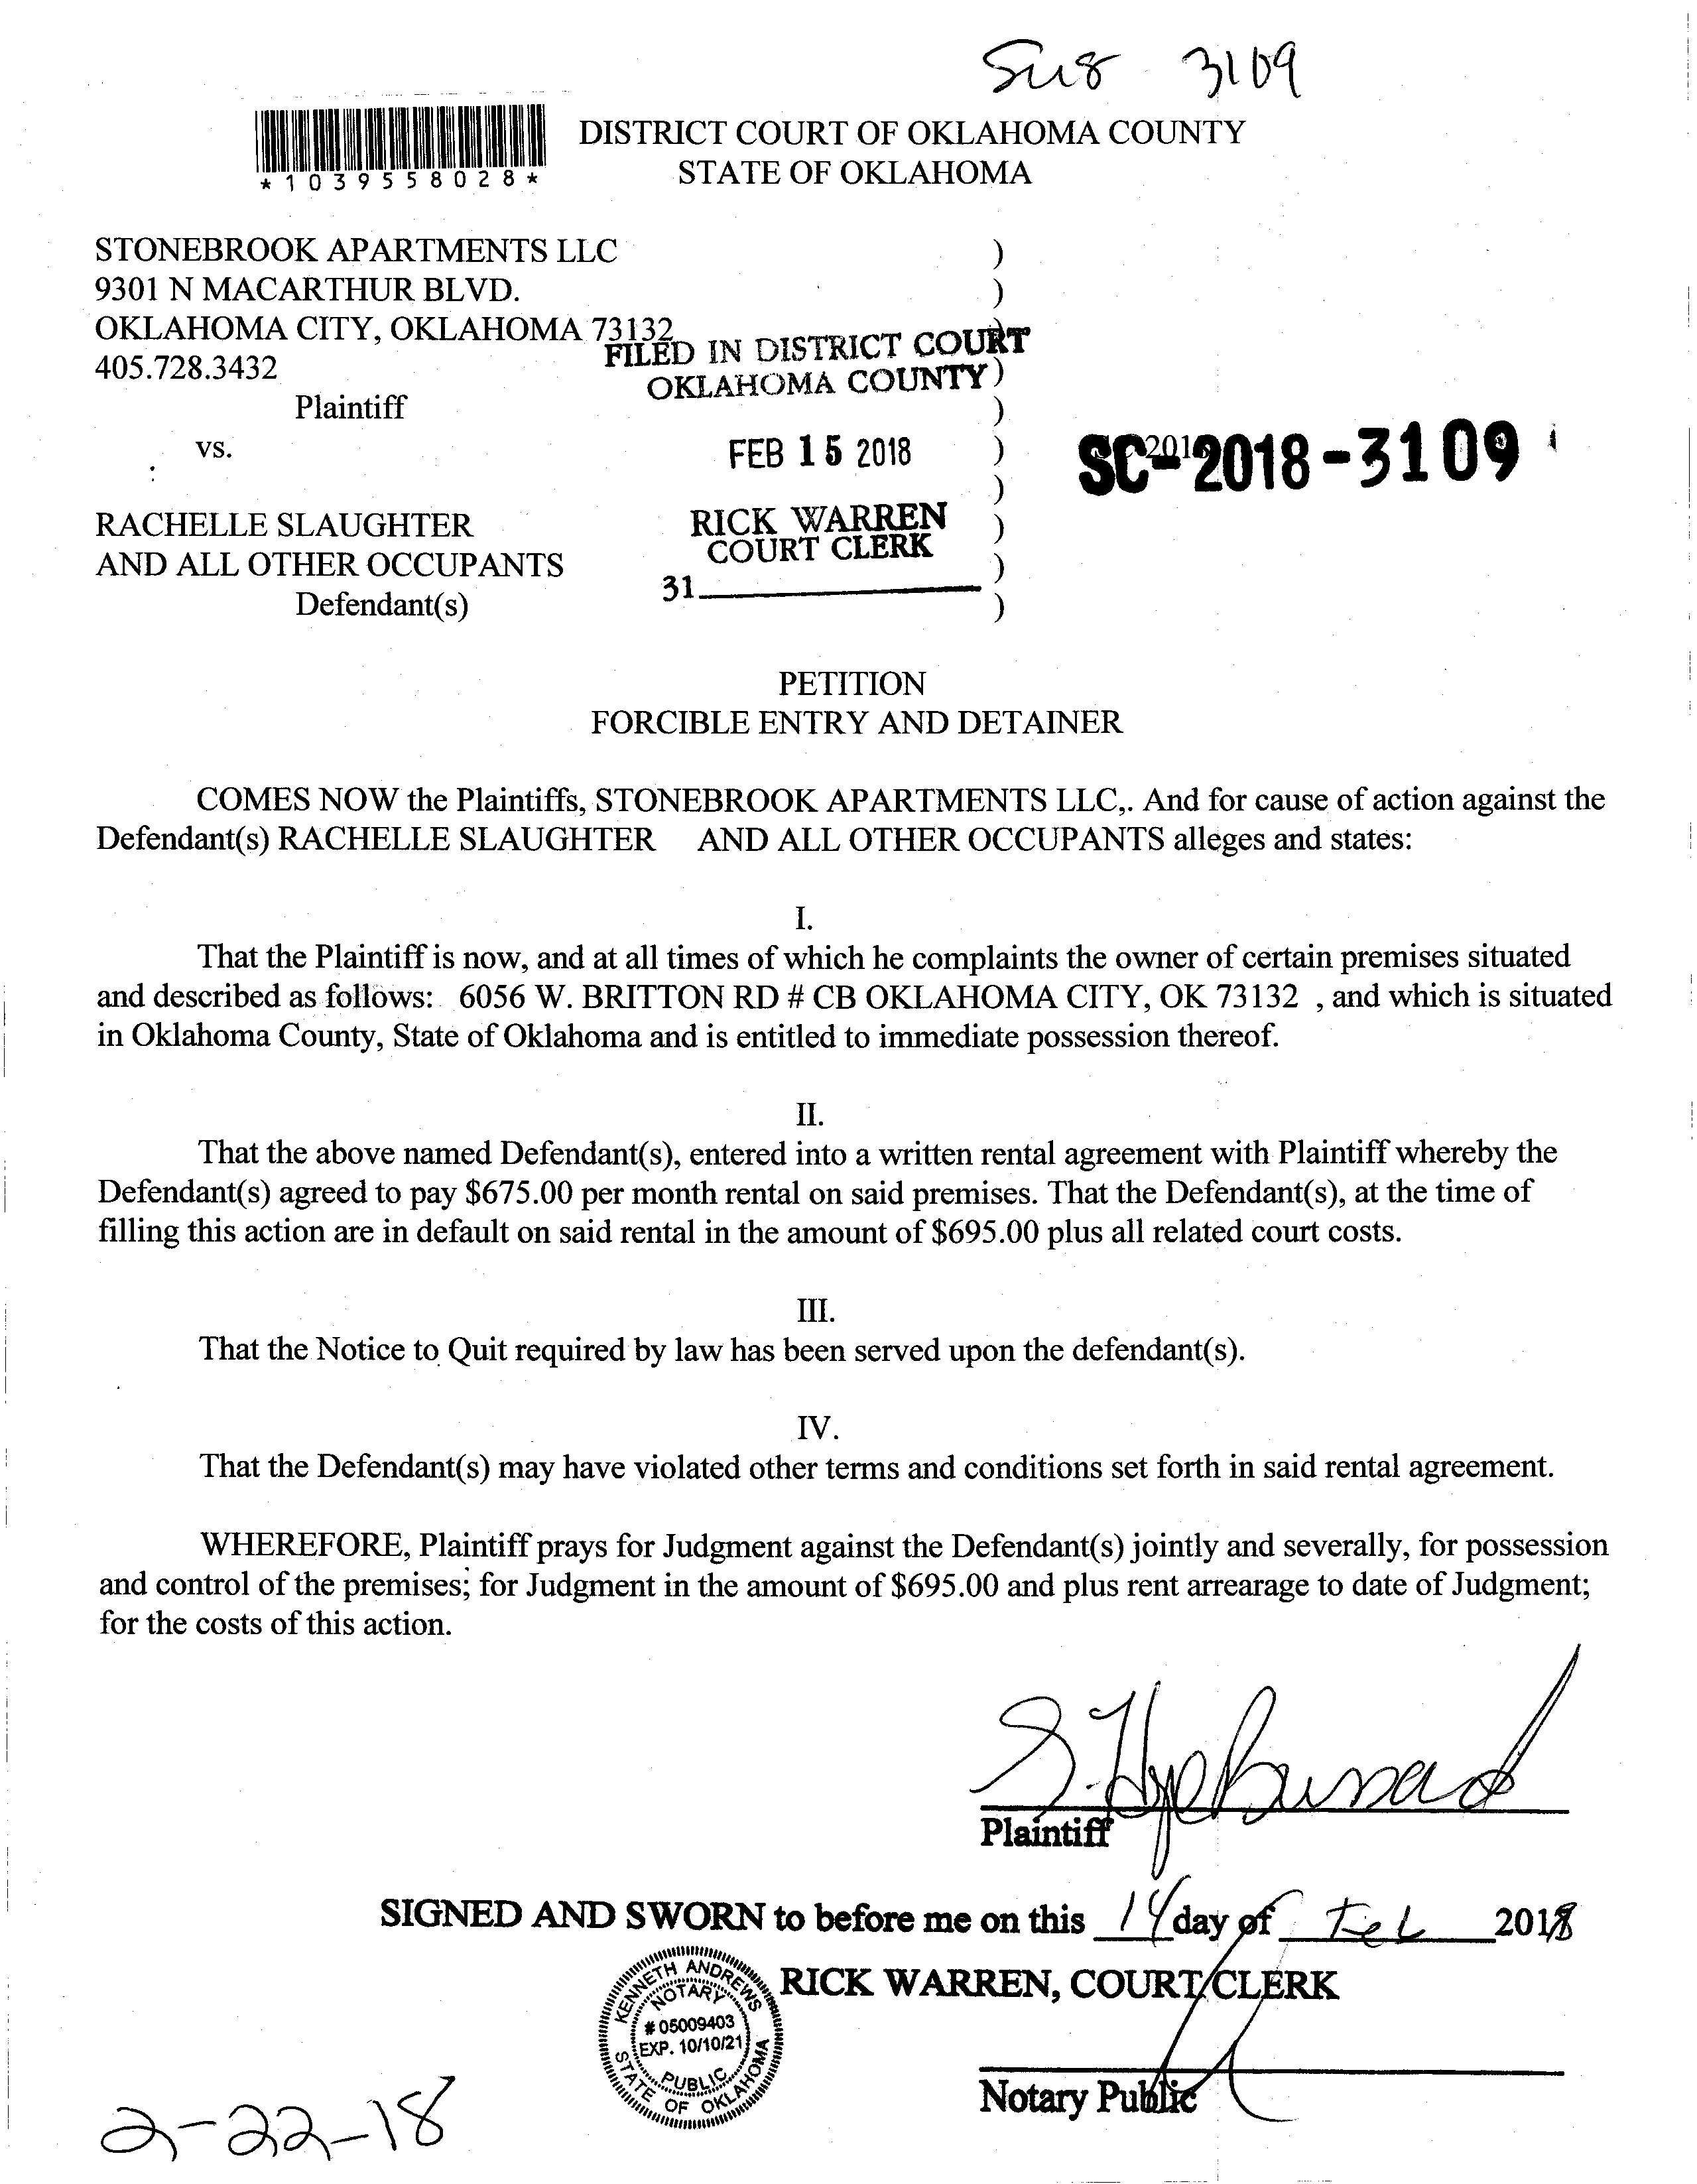 3109
DISTRICT COURT OF OKLAHOMA COUNTY
STATE OF OKLAHOMA
*1039558028*
STONEBROOK APARTMENTS LLC
9301 N MACARTHUR BLVD.
OKLAHOMA CITY, OKLAHOMA 73132
405.728.3432
Plaintiff
vs.
RACHELLE SLAUGHTER
AND ALL OTHER OCCUPANTS
Defendant(s)
FILED IN DISTRICT COURT
OKLAHOMA COUNTY
FEB 15 2018
RICK WARREN
COURT CLERK
31
)
)
)
)
)
)
)
)
)
)
SC-2018-3109
PETITION
FORCIBLE ENTRY AND DETAINER
COMES NOW the Plaintiffs, STONEBROOK APARTMENTS LLC,. And for cause of action against the
Defendant(s) RACHELLE SLAUGHTER AND ALL OTHER OCCUPANTS alleges and states:
I.
That the Plaintiff is now, and at all times of which he complaints the owner of certain premises situated
and described as follows: 6056 W. BRITTON RD # CB OKLAHOMA CITY, OK 73132 , and which is situated
in Oklahoma County, State of Oklahoma and is entitled to immediate possession thereof.
II.
That the above named Defendant(s), entered into a written rental agreement with Plaintiff whereby the
Defendant(s) agreed to pay $675.00 per month rental on said premises. That the Defendant(s), at the time of
filling this action are in default on said rental in the amount of $695.00 plus all related court costs.
III.
That the Notice to Quit required by law has been served upon the defendant(s).
IV.
That the Defendant(s) may have violated other terms and conditions set forth in said rental agreement.
WHEREFORE, Plaintiff prays for Judgment against the Defendant(s) jointly and severally, for possession
and control of the premises; for Judgment in the amount of $695.00 and plus rent arrearage to date of Judgment;
for the costs of this action.
Plaintiff
SIGNED AND SWORN to before me on this 14 day of Feb 2018
RICK WARREN, COURT CLERK
KENNETH ANDREWS
NOTARY
# 05009403
EXP. 10/10/21
PUBLIC
STATE OF OKLAHOMA
Notary Public
2-22-18